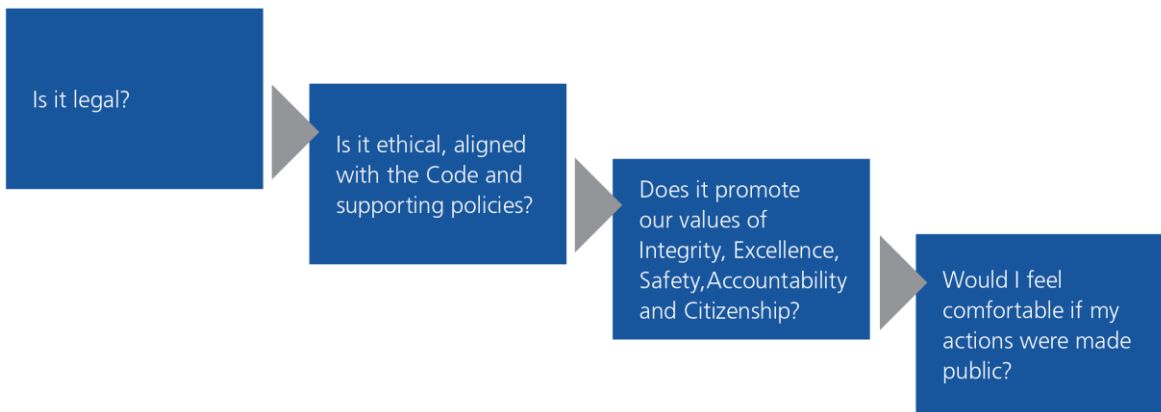 Is it legal?
Is it ethical, aligned
with the Code and
supporting policies?
Does it promote
our values of
Integrity, Excellence,
Safety,Accountability
and Citizenship?
Would I feel
comfortable if my
actions were made
public?